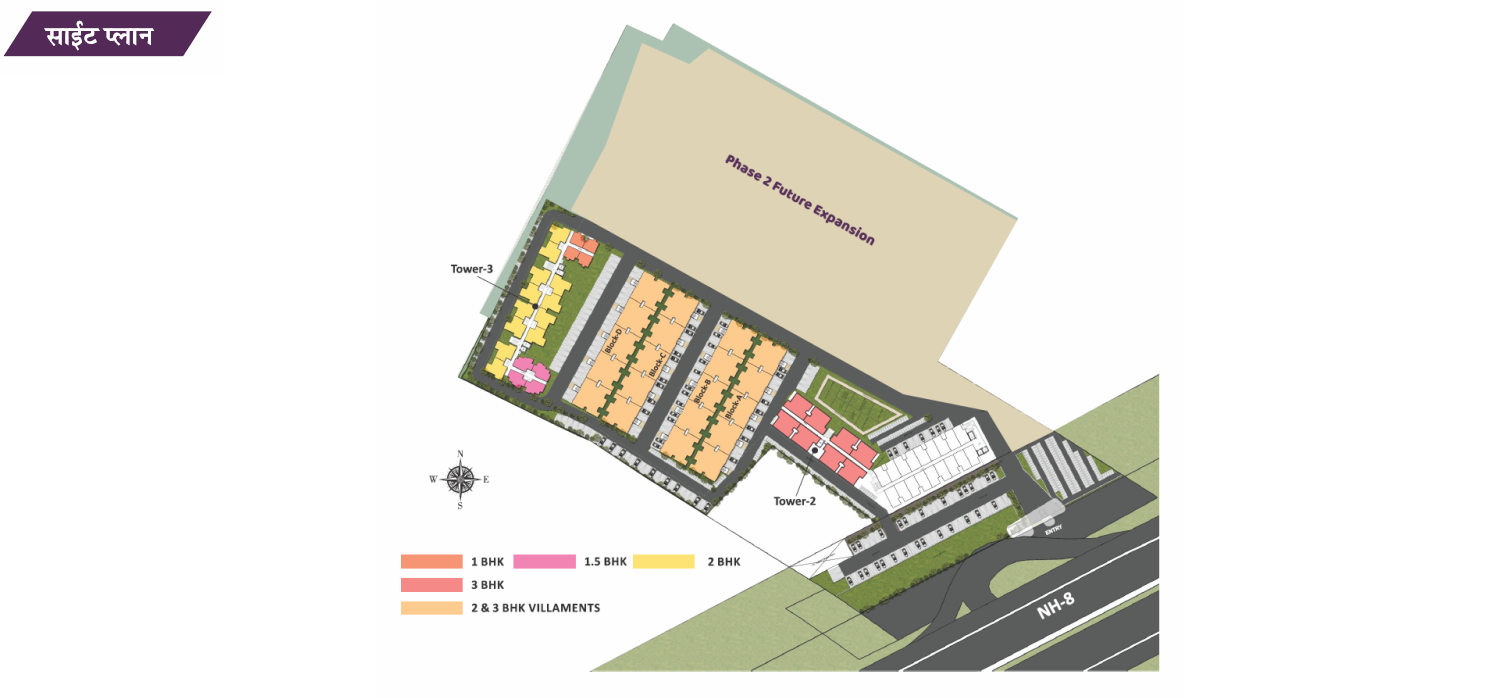 साईट प्लान
Phase 2 Future Expansion
Tower-3
Block-D
Block-C
Block-B
Block-A
Tower-2
N
W E
S
ENTRY
NH-8
1 BHK 1.5 BHK 2 BHK
3 BHK
2 & 3 BHK VILLAMENTS